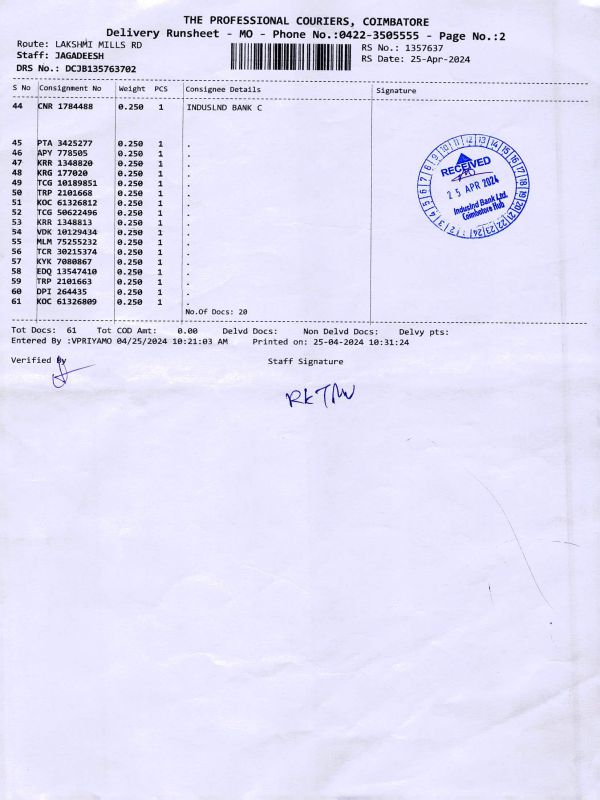 THE PROFESSIONAL COURIERS, COIMBATORE
Delivery Runsheet - MO - Phone No.:0422-3505555 - Page No.:2
Route: LAKSHMI MILLS RD
RS No.: 1357637
Staff: JAGADEESH
RS Date: 25-Apr-2024
DRS No.: DCJB135763702
S No Consignment No Weight PCS Consignee Details Signature
44 CNR 1784488 0.250 1 INDUSLND BANK C
45 PTA 3425277 0.250 1 .
46 APY 778505 0.250 1 .
47 KRR 1348820 0.250 1 .
48 KRG 177020 0.250 1 .
49 TCG 10189851 0.250 1 .
50 TRP 2101668 0.250 1 .
51 KOC 61326812 0.250 1 .
52 TCG 50622496 0.250 1 .
53 KRR 1348813 0.250 1 .
54 VDK 10129434 0.250 1 .
55 MLM 75255232 0.250 1 .
56 TCR 30215374 0.250 1 .
57 KYK 7080867 0.250 1 .
58 EDQ 13547410 0.250 1 .
59 TRP 2101663 0.250 1 .
60 DPI 264435 0.250 1 .
61 KOC 61326809 0.250 1 .
RECEIVED
25 APR 2024
IndusInd Bank Ltd.
Coimbatore Hub
No.Of Docs: 20
Tot Docs: 61 Tot COD Amt: 0.00 Delvd Docs: Non Delvd Docs: Delvy pts:
Entered By :VPRIYAMO 04/25/2024 10:21:03 AM Printed on: 25-04-2024 10:31:24
Verified By
Staff Signature